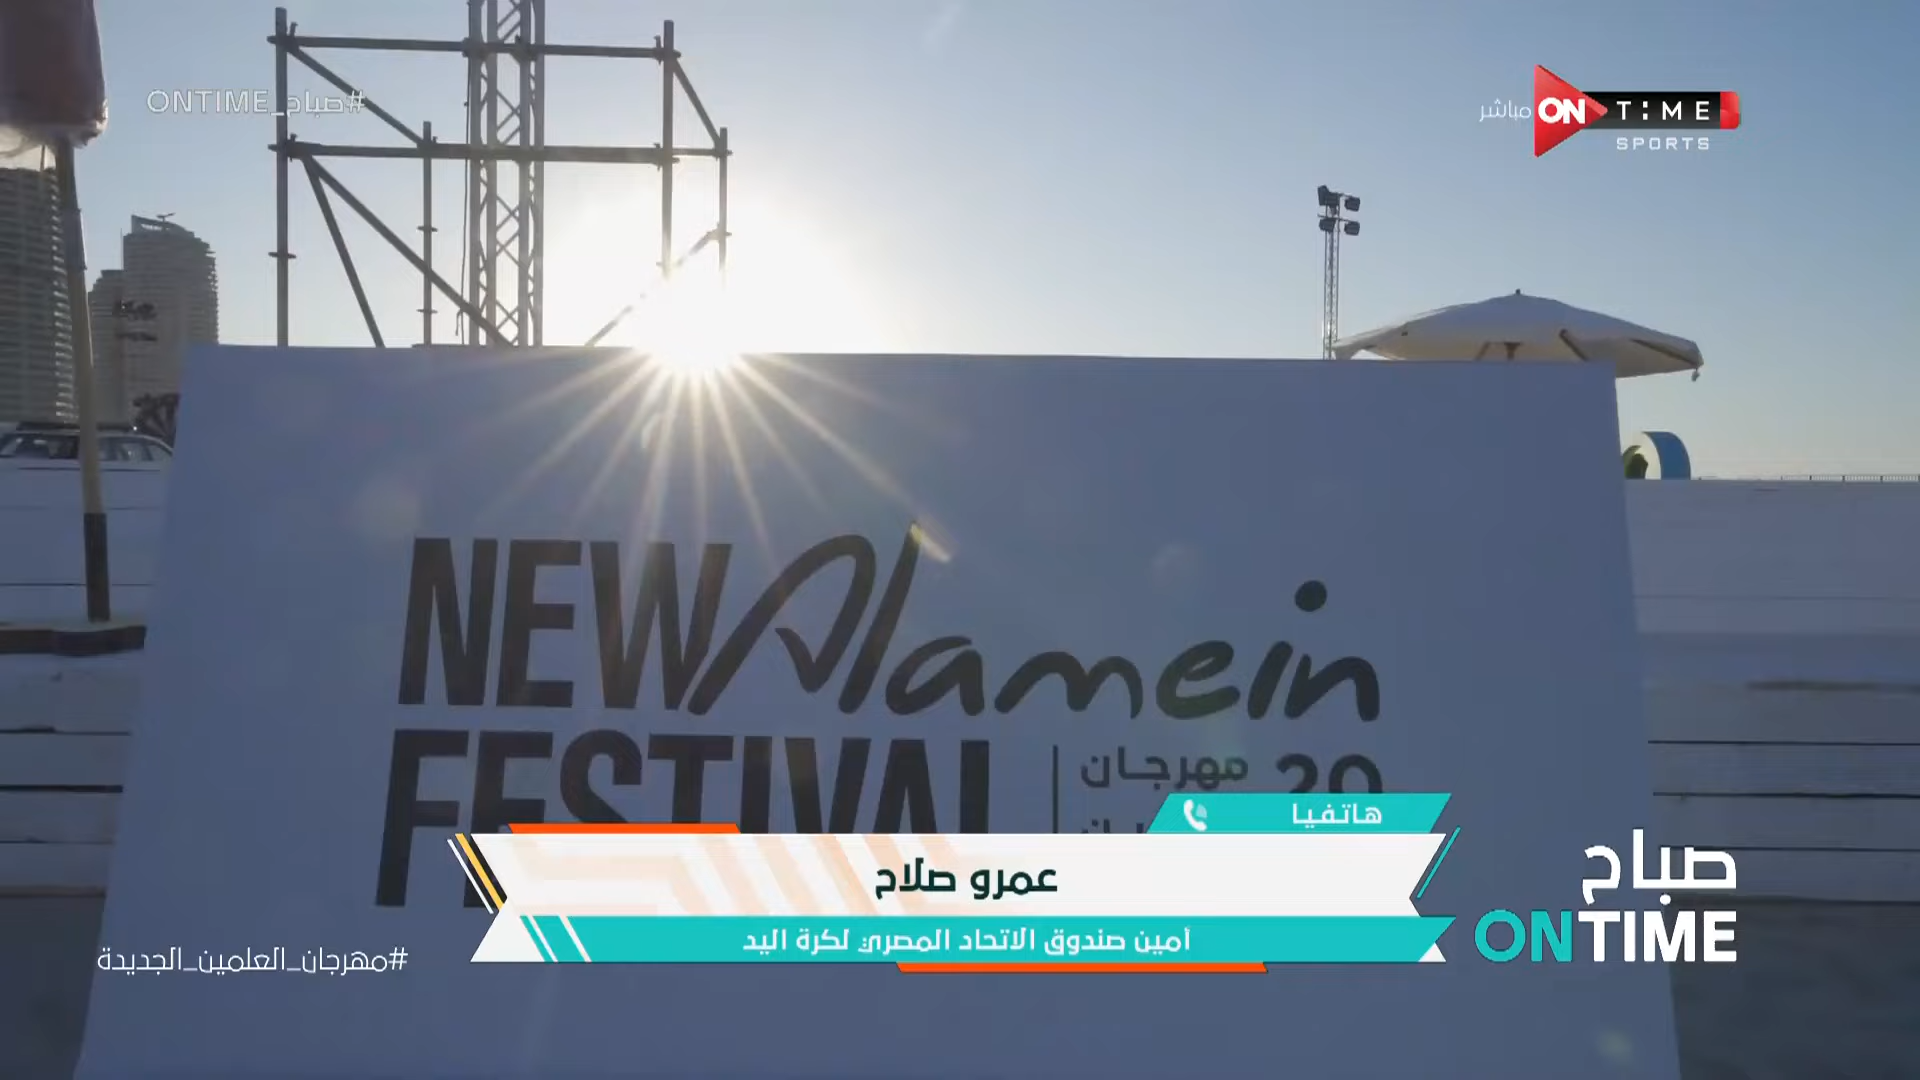 #صباح_ONTIME
مباشر
ON TIME
SPORTS
NEW Alamein
FESTIVAL
مهرجان
هاتفيا
عمرو صلاح
أمين صندوق الاتحاد المصري لكرة اليد
صباح
ONTIME
#مهرجان_العلمين_الجديدة